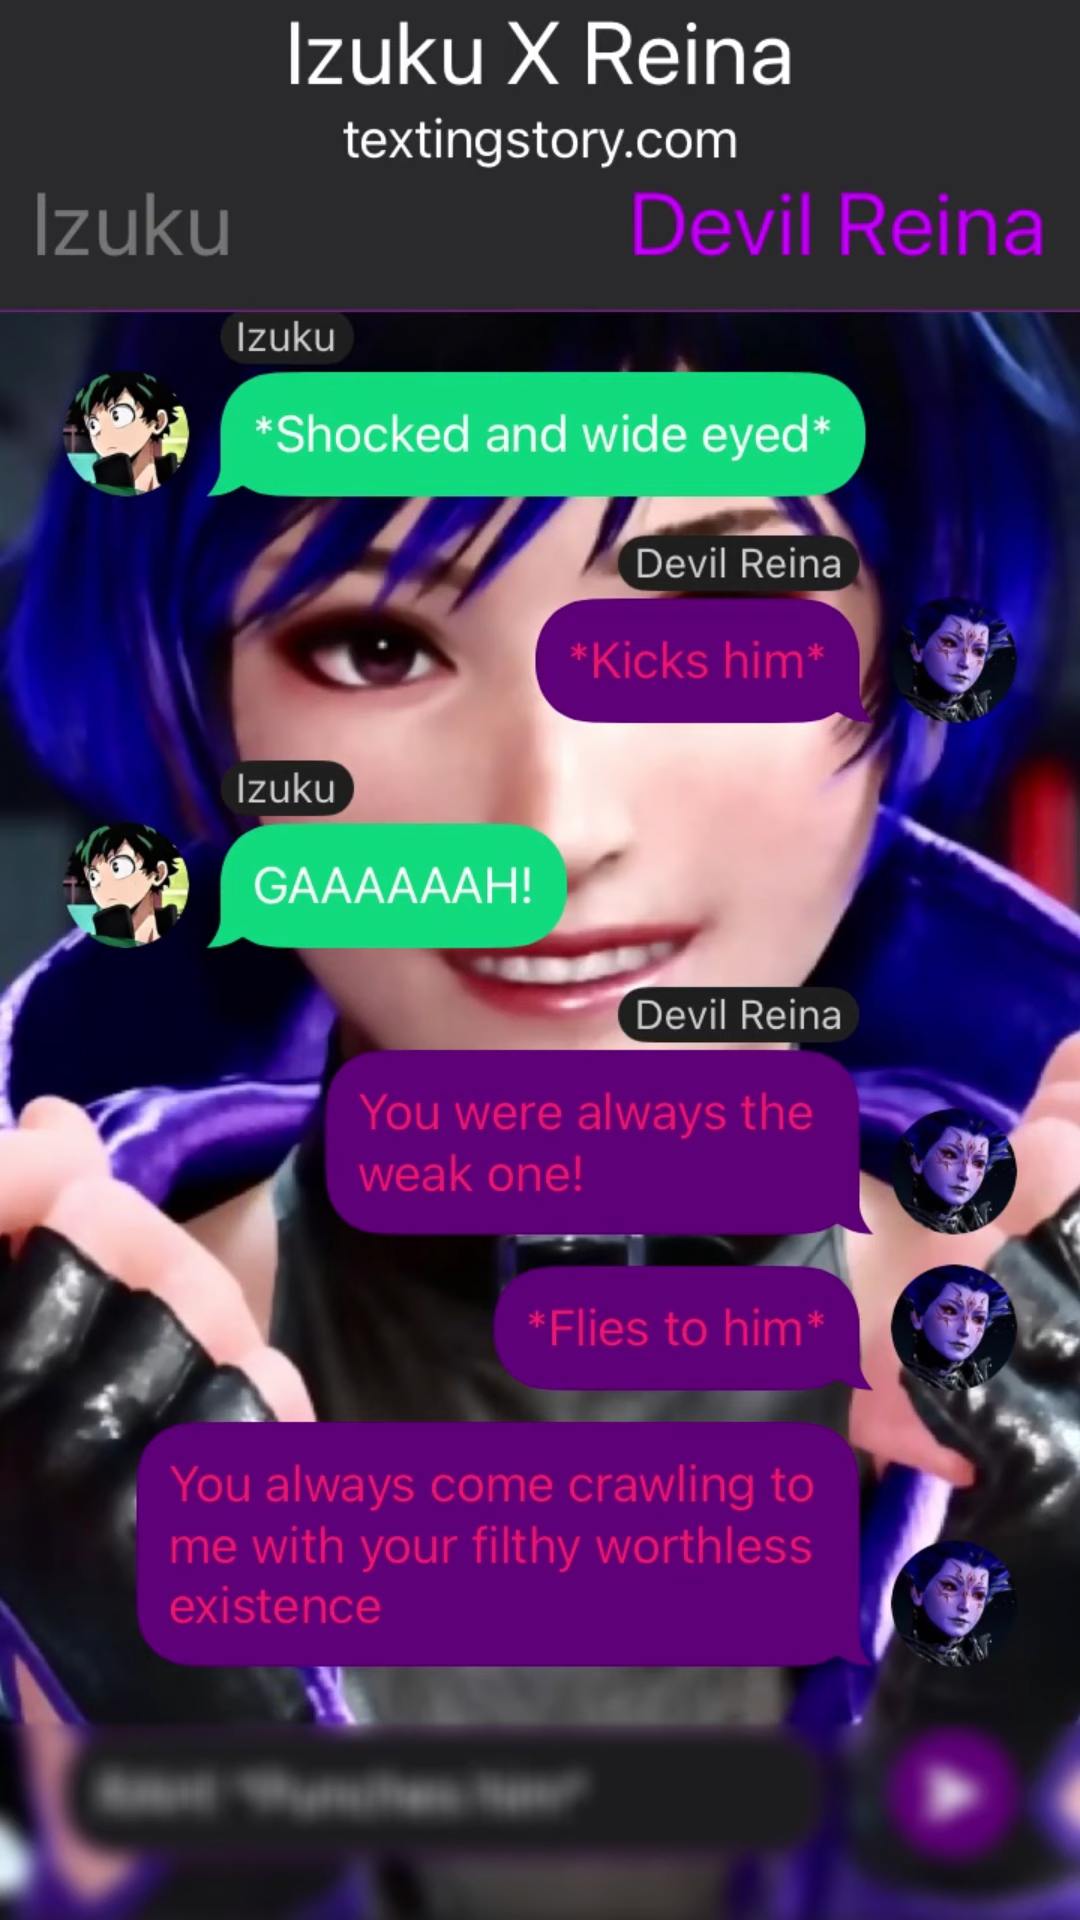 Izuku X Reina
textingstory.com
Izuku
Devil Reina
Izuku
*Shocked and wide eyed*
Devil Reina
*Kicks him*
Izuku
GAAAAAAH!
Devil Reina
You were always the
weak one!
*Flies to him*
You always come crawling to
me with your filthy worthless
existence